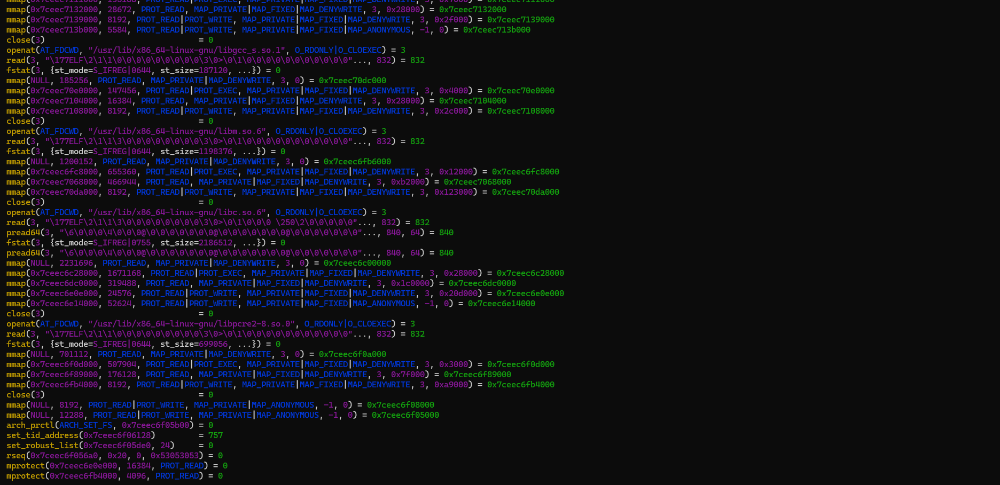 mmap(0x7ceec7132000, 28672, PROT_READ, MAP_PRIVATE|MAP_FIXED|MAP_DENYWRITE, 3, 0x28000) = 0x7ceec7132000
mmap(0x7ceec7139000, 8192, PROT_READ|PROT_WRITE, MAP_PRIVATE|MAP_FIXED|MAP_DENYWRITE, 3, 0x2f000) = 0x7ceec7139000
mmap(0x7ceec713b000, 5584, PROT_READ|PROT_WRITE, MAP_PRIVATE|MAP_FIXED|MAP_ANONYMOUS, -1, 0) = 0x7ceec713b000
close(3)                                = 0
openat(AT_FDCWD, "/usr/lib/x86_64-linux-gnu/libgcc_s.so.1", O_RDONLY|O_CLOEXEC) = 3
read(3, "\177ELF\2\1\1\0\0\0\0\0\0\0\0\0\3\0>\0\1\0\0\0\0\0\0\0\0\0\0\0"..., 832) = 832
fstat(3, {st_mode=S_IFREG|0644, st_size=187120, ...}) = 0
mmap(NULL, 185256, PROT_READ, MAP_PRIVATE|MAP_DENYWRITE, 3, 0) = 0x7ceec70dc000
mmap(0x7ceec70e0000, 147456, PROT_READ|PROT_EXEC, MAP_PRIVATE|MAP_FIXED|MAP_DENYWRITE, 3, 0x4000) = 0x7ceec70e0000
mmap(0x7ceec7104000, 16384, PROT_READ, MAP_PRIVATE|MAP_FIXED|MAP_DENYWRITE, 3, 0x28000) = 0x7ceec7104000
mmap(0x7ceec7108000, 8192, PROT_READ|PROT_WRITE, MAP_PRIVATE|MAP_FIXED|MAP_DENYWRITE, 3, 0x2c000) = 0x7ceec7108000
close(3)                                = 0
openat(AT_FDCWD, "/usr/lib/x86_64-linux-gnu/libm.so.6", O_RDONLY|O_CLOEXEC) = 3
read(3, "\177ELF\2\1\1\3\0\0\0\0\0\0\0\0\3\0>\0\1\0\0\0\0\0\0\0\0\0\0\0"..., 832) = 832
fstat(3, {st_mode=S_IFREG|0644, st_size=1198376, ...}) = 0
mmap(NULL, 1200152, PROT_READ, MAP_PRIVATE|MAP_DENYWRITE, 3, 0) = 0x7ceec6fb6000
mmap(0x7ceec6fc8000, 655360, PROT_READ|PROT_EXEC, MAP_PRIVATE|MAP_FIXED|MAP_DENYWRITE, 3, 0x12000) = 0x7ceec6fc8000
mmap(0x7ceec7068000, 466944, PROT_READ, MAP_PRIVATE|MAP_FIXED|MAP_DENYWRITE, 3, 0xb2000) = 0x7ceec7068000
mmap(0x7ceec70da000, 8192, PROT_READ|PROT_WRITE, MAP_PRIVATE|MAP_FIXED|MAP_DENYWRITE, 3, 0x123000) = 0x7ceec70da000
close(3)                                = 0
openat(AT_FDCWD, "/usr/lib/x86_64-linux-gnu/libc.so.6", O_RDONLY|O_CLOEXEC) = 3
read(3, "\177ELF\2\1\1\3\0\0\0\0\0\0\0\0\3\0>\0\1\0\0\0 \250\2\0\0\0\0\0"..., 832) = 832
pread64(3, "\6\0\0\0\4\0\0\0@\0\0\0\0\0\0\0@\0\0\0\0\0\0\0@\0\0\0\0\0\0\0"..., 840, 64) = 840
fstat(3, {st_mode=S_IFREG|0755, st_size=2186512, ...}) = 0
pread64(3, "\6\0\0\0\4\0\0\0@\0\0\0\0\0\0\0@\0\0\0\0\0\0\0@\0\0\0\0\0\0\0"..., 840, 64) = 840
mmap(NULL, 2231696, PROT_READ, MAP_PRIVATE|MAP_DENYWRITE, 3, 0) = 0x7ceec6c00000
mmap(0x7ceec6c28000, 1671168, PROT_READ|PROT_EXEC, MAP_PRIVATE|MAP_FIXED|MAP_DENYWRITE, 3, 0x28000) = 0x7ceec6c28000
mmap(0x7ceec6dc0000, 319488, PROT_READ, MAP_PRIVATE|MAP_FIXED|MAP_DENYWRITE, 3, 0x1c0000) = 0x7ceec6dc0000
mmap(0x7ceec6e0e000, 24576, PROT_READ|PROT_WRITE, MAP_PRIVATE|MAP_FIXED|MAP_DENYWRITE, 3, 0x20d000) = 0x7ceec6e0e000
mmap(0x7ceec6e14000, 52624, PROT_READ|PROT_WRITE, MAP_PRIVATE|MAP_FIXED|MAP_ANONYMOUS, -1, 0) = 0x7ceec6e14000
close(3)                                = 0
openat(AT_FDCWD, "/usr/lib/x86_64-linux-gnu/libpcre2-8.so.0", O_RDONLY|O_CLOEXEC) = 3
read(3, "\177ELF\2\1\1\0\0\0\0\0\0\0\0\0\3\0>\0\1\0\0\0\0\0\0\0\0\0\0\0"..., 832) = 832
fstat(3, {st_mode=S_IFREG|0644, st_size=699056, ...}) = 0
mmap(NULL, 701112, PROT_READ, MAP_PRIVATE|MAP_DENYWRITE, 3, 0) = 0x7ceec6f0a000
mmap(0x7ceec6f0d000, 507904, PROT_READ|PROT_EXEC, MAP_PRIVATE|MAP_FIXED|MAP_DENYWRITE, 3, 0x3000) = 0x7ceec6f0d000
mmap(0x7ceec6f89000, 176128, PROT_READ, MAP_PRIVATE|MAP_FIXED|MAP_DENYWRITE, 3, 0x7f000) = 0x7ceec6f89000
mmap(0x7ceec6fb4000, 8192, PROT_READ|PROT_WRITE, MAP_PRIVATE|MAP_FIXED|MAP_DENYWRITE, 3, 0xa9000) = 0x7ceec6fb4000
close(3)                                = 0
mmap(NULL, 8192, PROT_READ|PROT_WRITE, MAP_PRIVATE|MAP_ANONYMOUS, -1, 0) = 0x7ceec6f08000
mmap(NULL, 12288, PROT_READ|PROT_WRITE, MAP_PRIVATE|MAP_ANONYMOUS, -1, 0) = 0x7ceec6f05000
arch_prctl(ARCH_SET_FS, 0x7ceec6f05b00) = 0
set_tid_address(0x7ceec6f06128)         = 757
set_robust_list(0x7ceec6f05de0, 24)     = 0
rseq(0x7ceec6f056a0, 0x20, 0, 0x53053053) = 0
mprotect(0x7ceec6e0e000, 16384, PROT_READ) = 0
mprotect(0x7ceec6fb4000, 4096, PROT_READ) = 0